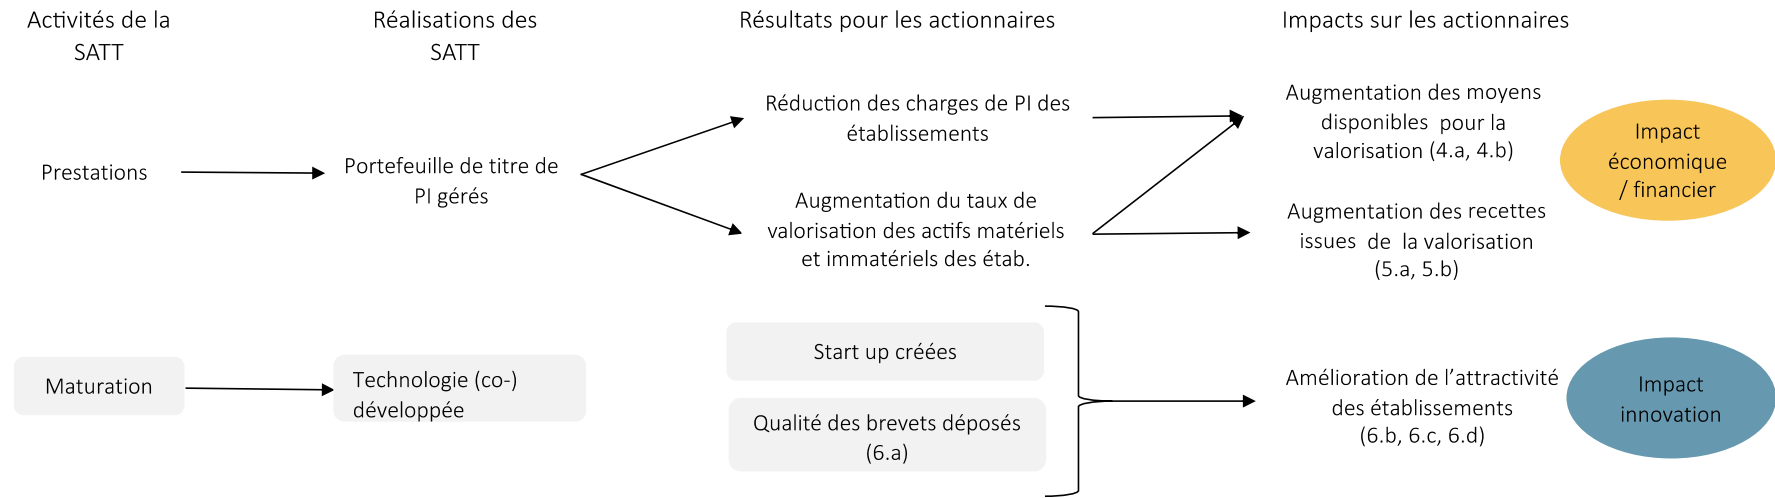 Activités de la
SATT
Réalisations des
SATT
Résultats pour les actionnaires
Impacts sur les actionnaires
Prestations
Portefeuille de titre de
PI gérés
Réduction des charges de PI des
établissements
Augmentation du taux de
valorisation des actifs matériels
et immatériels des étab.
Augmentation des moyens
disponibles pour la
valorisation (4.a, 4.b)
Augmentation des recettes
issues de la valorisation
(5.a, 5.b)
Impact
économique
/ financier
Maturation
Technologie (co-)
développée
Start up créées
Qualité des brevets déposés
(6.a)
Amélioration de l’attractivité
des établissements
(6.b, 6.c, 6.d)
Impact
innovation